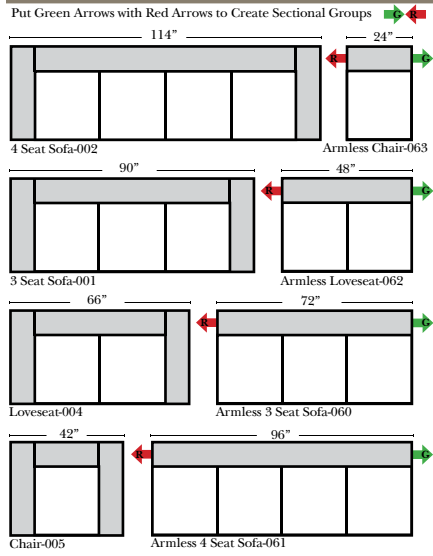 Put Green Arrows with Red Arrows to Create Sectional Groups G R
114” 24”
R G
4 Seat Sofa-002 Armless Chair-063
90” 48”
R G
3 Seat Sofa-001 Armless Loveseat-062
66” 72”
R G
Loveseat-004 Armless 3 Seat Sofa-060
42” 96”
R G
Chair-005 Armless 4 Seat Sofa-061